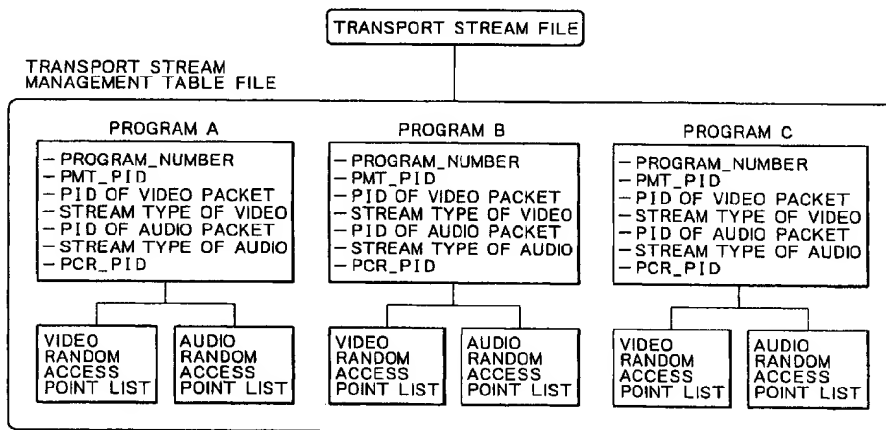 TRANSPORT STREAM FILE
TRANSPORT STREAM
MANAGEMENT TABLE FILE
PROGRAM A
– PROGRAM_NUMBER
– PMT_PID
– PID OF VIDEO PACKET
– STREAM TYPE OF VIDEO
– PID OF AUDIO PACKET
– STREAM TYPE OF AUDIO
– PCR_PID
VIDEO
RANDOM
ACCESS
POINT LIST
AUDIO
RANDOM
ACCESS
POINT LIST
PROGRAM B
– PROGRAM_NUMBER
– PMT_PID
– PID OF VIDEO PACKET
– STREAM TYPE OF VIDEO
– PID OF AUDIO PACKET
– STREAM TYPE OF AUDIO
– PCR_PID
VIDEO
RANDOM
ACCESS
POINT LIST
AUDIO
RANDOM
ACCESS
POINT LIST
PROGRAM C
– PROGRAM_NUMBER
– PMT_PID
– PID OF VIDEO PACKET
– STREAM TYPE OF VIDEO
– PID OF AUDIO PACKET
– STREAM TYPE OF AUDIO
– PCR_PID
VIDEO
RANDOM
ACCESS
POINT LIST
AUDIO
RANDOM
ACCESS
POINT LIST